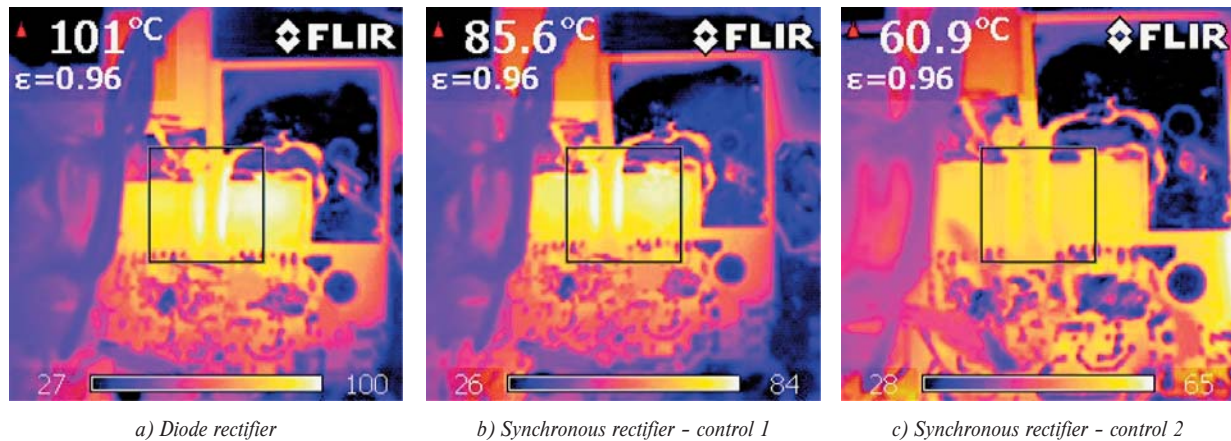 101°C
FLIR
ε=0.96
27
100
a) Diode rectifier
85.6°C
FLIR
ε=0.96
26
84
b) Synchronous rectifier – control 1
60.9°C
FLIR
ε=0.96
28
65
c) Synchronous rectifier – control 2